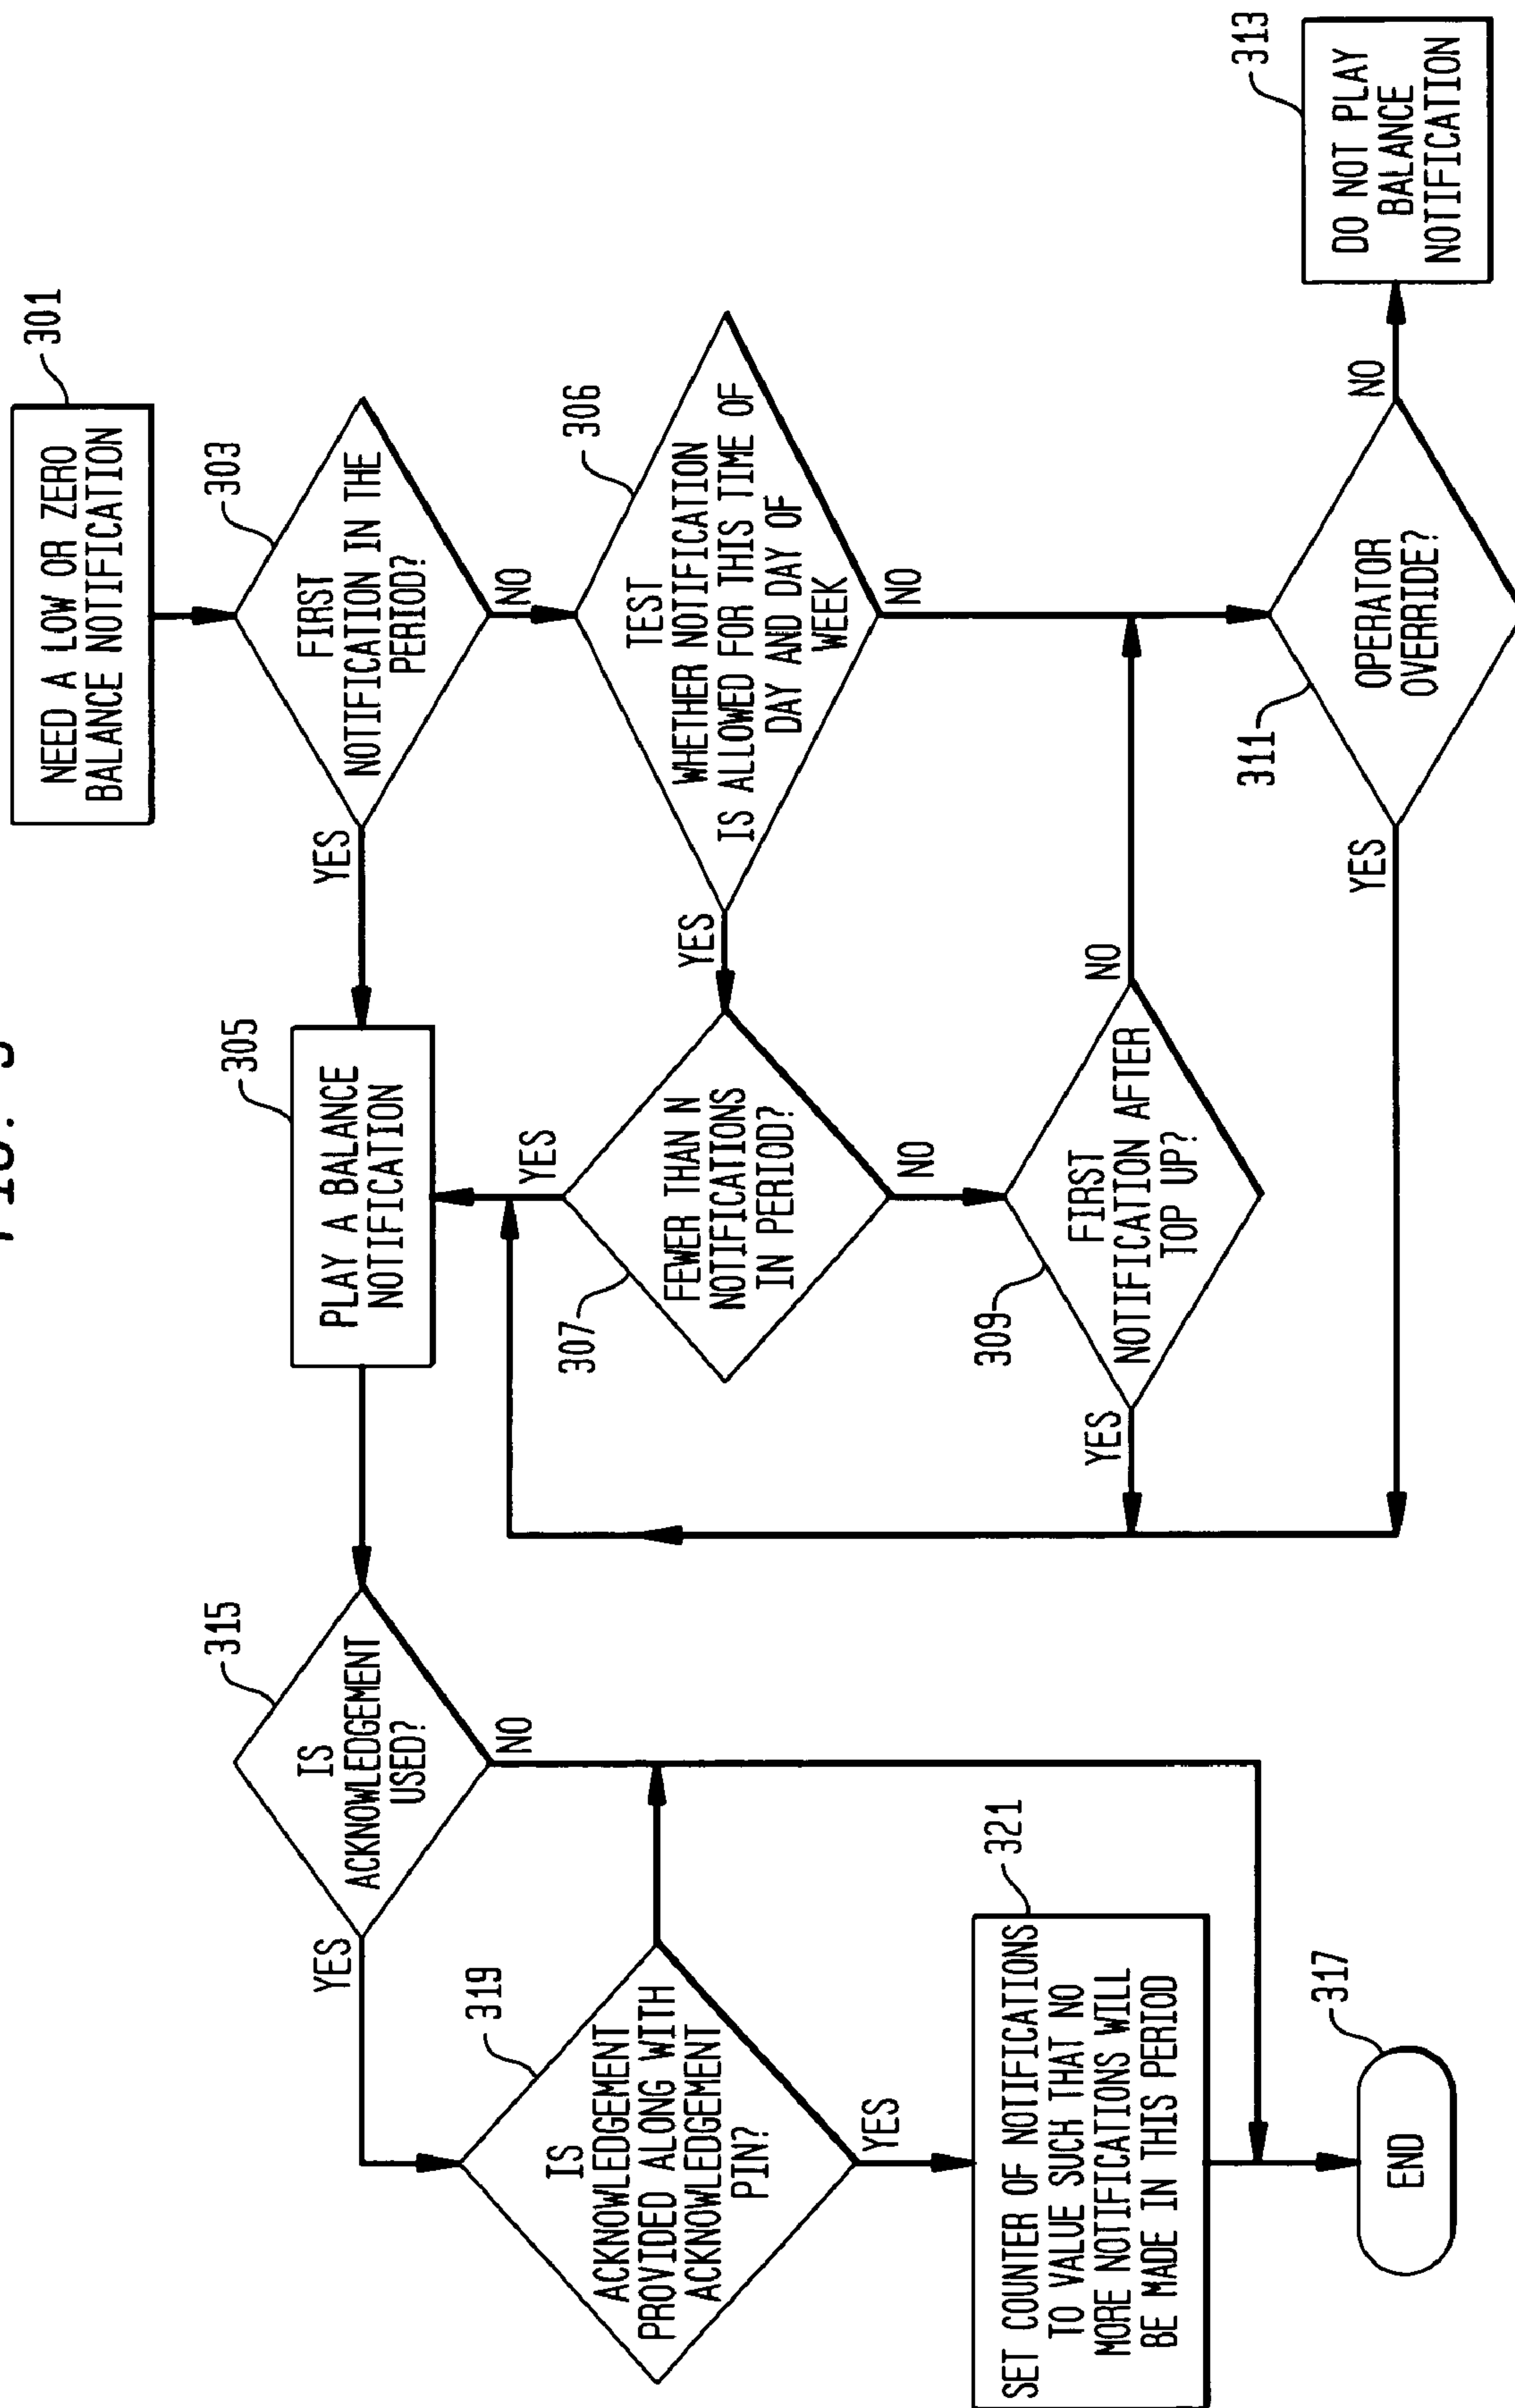 301
NEED A LOW OR ZERO
BALANCE NOTIFICATION
303
FIRST
NOTIFICATION IN THE
PERIOD?
YES
NO
305
PLAY A BALANCE
NOTIFICATION
306
TEST
WHETHER NOTIFICATION
IS ALLOWED FOR THIS TIME OF
DAY AND DAY OF
WEEK
YES
NO
307
FEWER THAN N
NOTIFICATIONS
IN PERIOD?
YES
NO
309
FIRST
NOTIFICATION AFTER
TOP UP?
YES
NO
311
OPERATOR
OVERRIDE?
YES
NO
313
DO NOT PLAY
BALANCE
NOTIFICATION
315
IS
ACKNOWLEDGEMENT
USED?
YES
NO
319
IS
ACKNOWLEDGEMENT
PROVIDED ALONG WITH
ACKNOWLEDGEMENT
PIN?
YES
321
SET COUNTER OF NOTIFICATIONS
TO VALUE SUCH THAT NO
MORE NOTIFICATIONS WILL
BE MADE IN THIS PERIOD
317
END